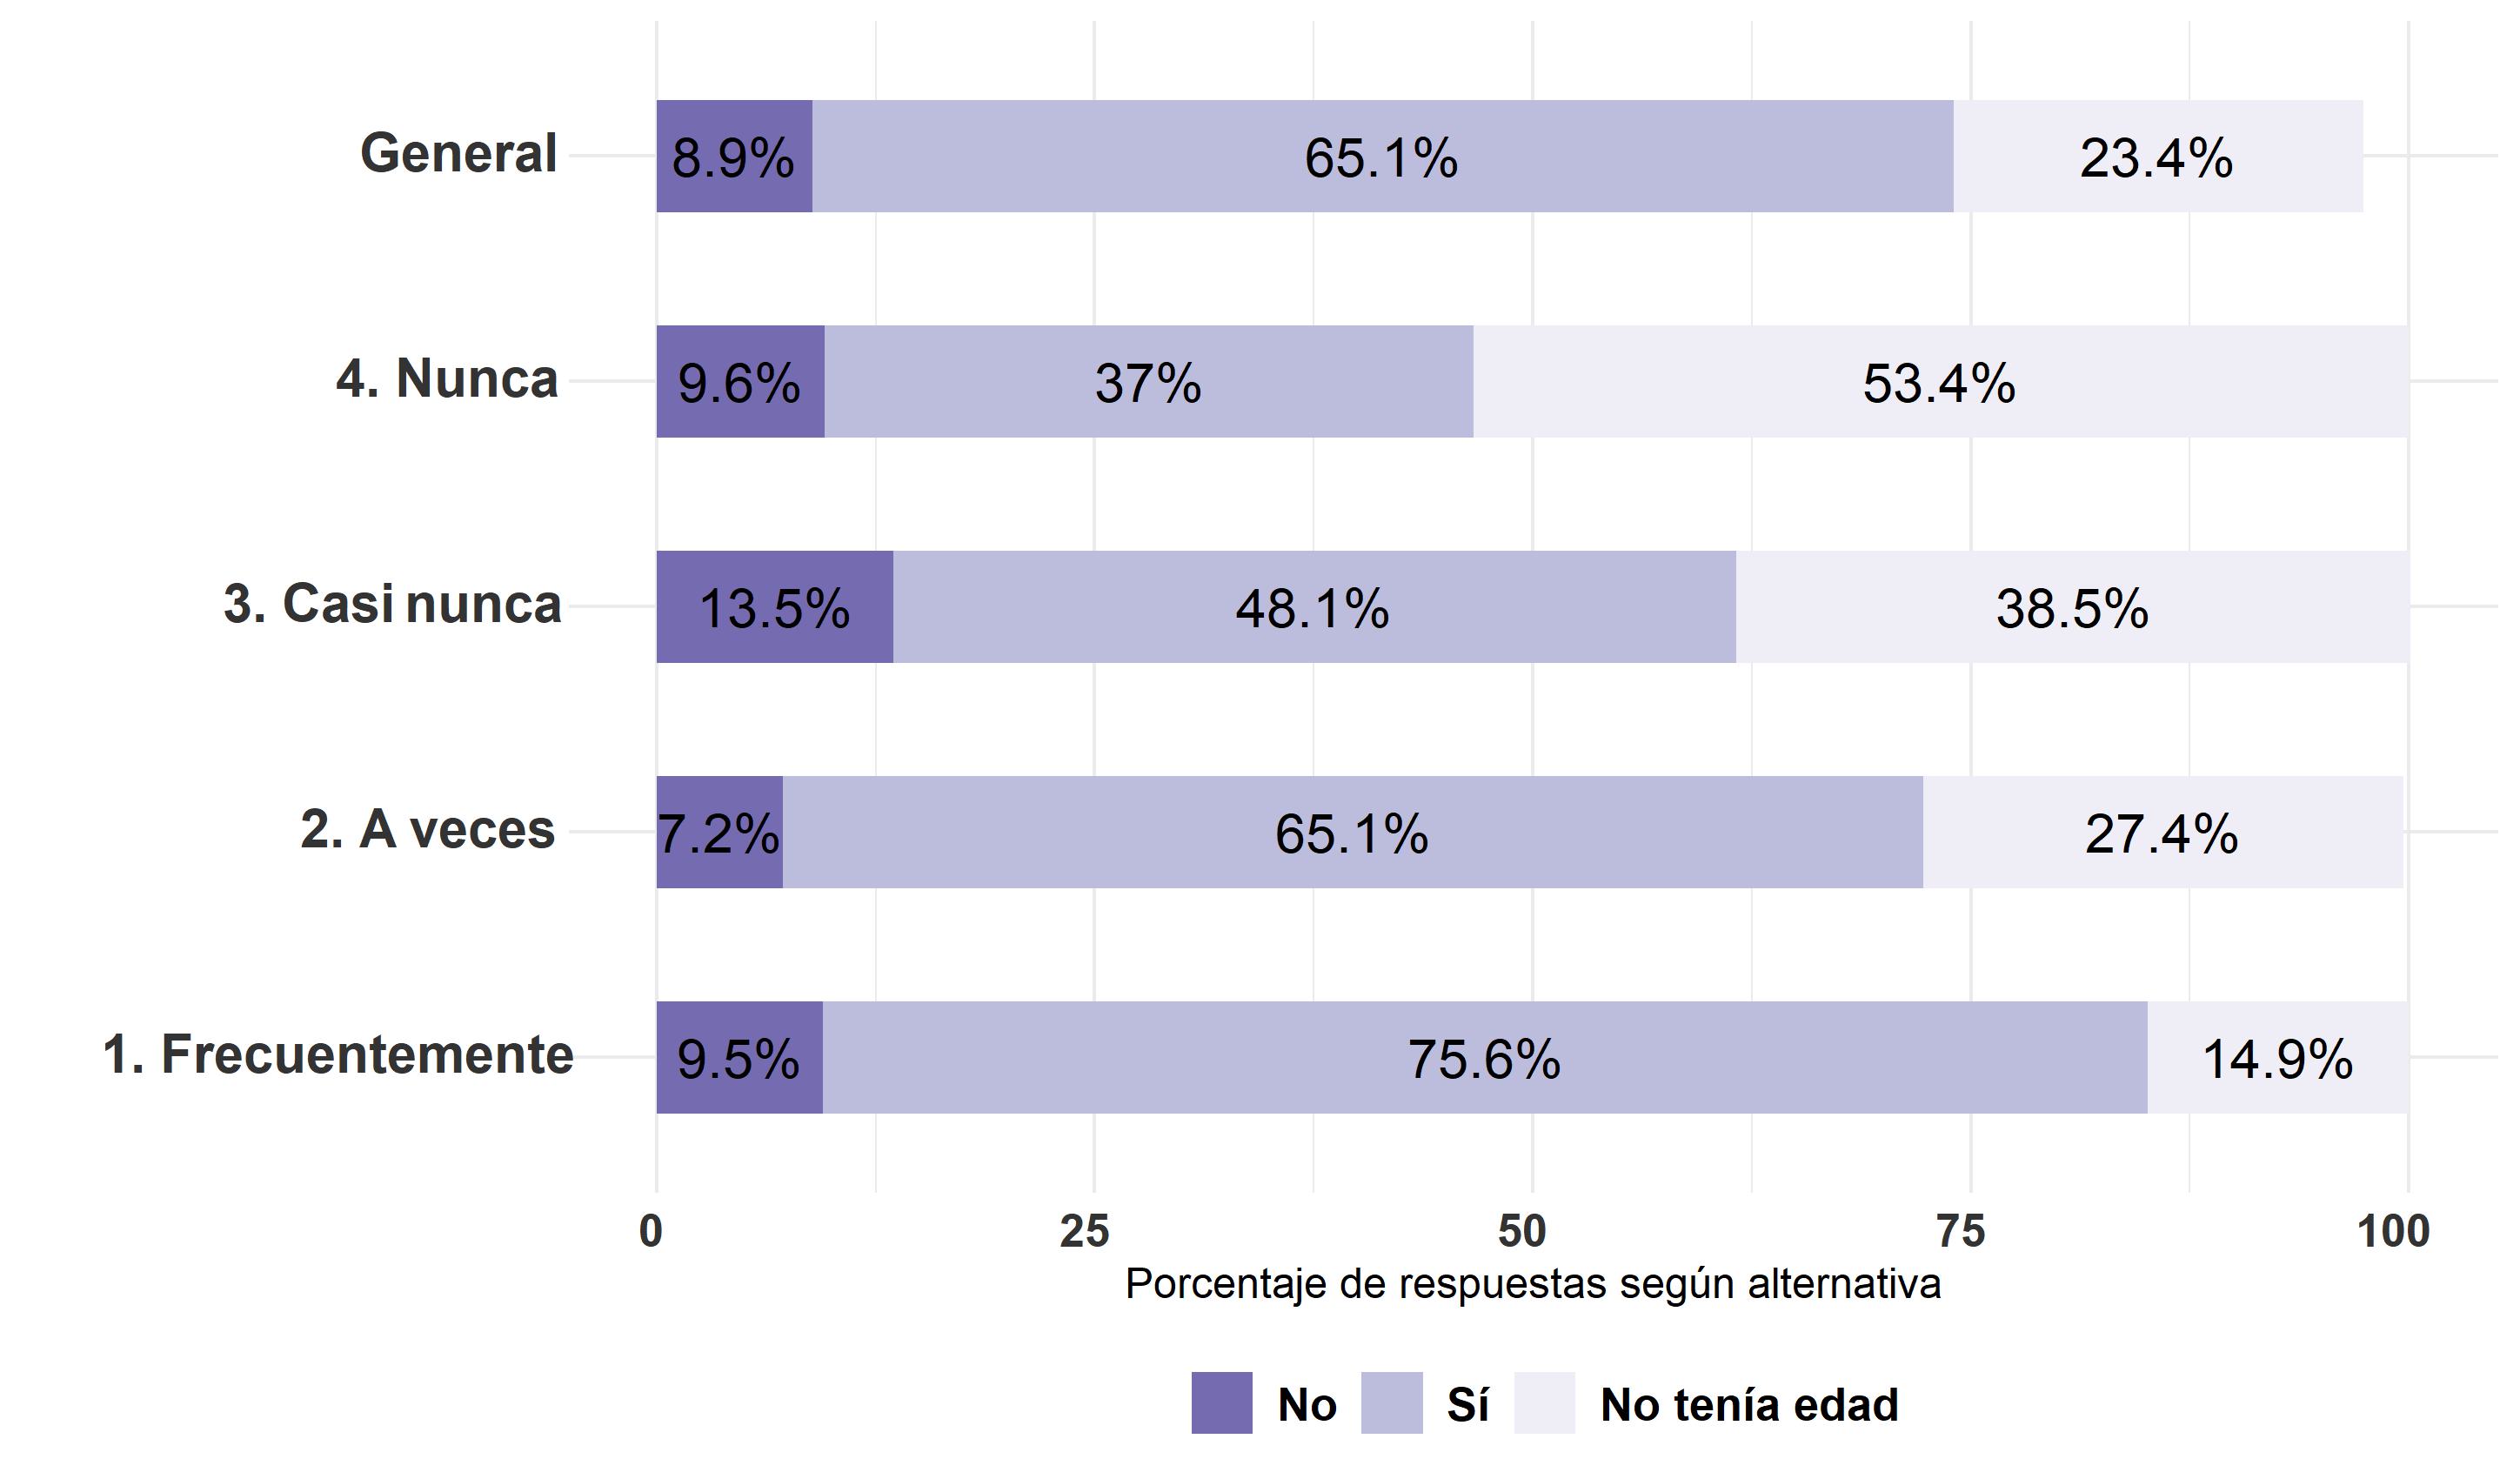 General 8.9% 65.1% 23.4%
4. Nunca 9.6% 37% 53.4%
3. Casi nunca 13.5% 48.1% 38.5%
2. A veces 7.2% 65.1% 27.4%
1. Frecuentemente 9.5% 75.6% 14.9%
0 25 50 75 100
Porcentaje de respuestas según alternativa
No Sí No tenía edad